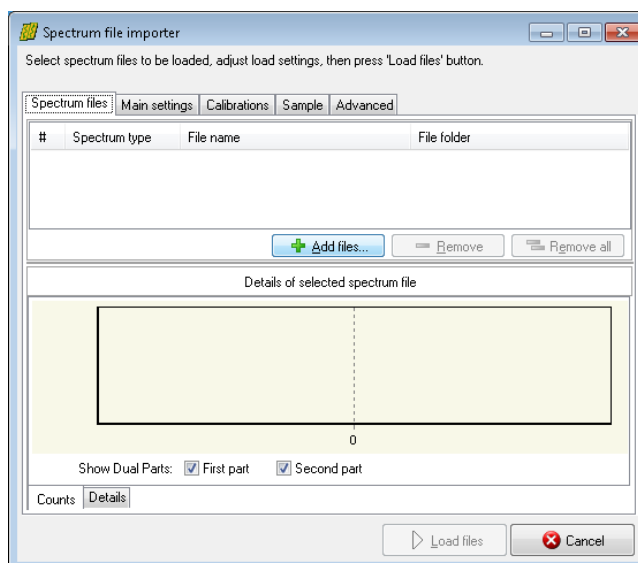 Spectrum file importer
Select spectrum files to be loaded, adjust load settings, then press 'Load files' button.
Spectrum files Main settings Calibrations Sample Advanced
# Spectrum type File name File folder
Add files... Remove Remove all
Details of selected spectrum file
0
Show Dual Parts: First part Second part
Counts Details
Load files Cancel